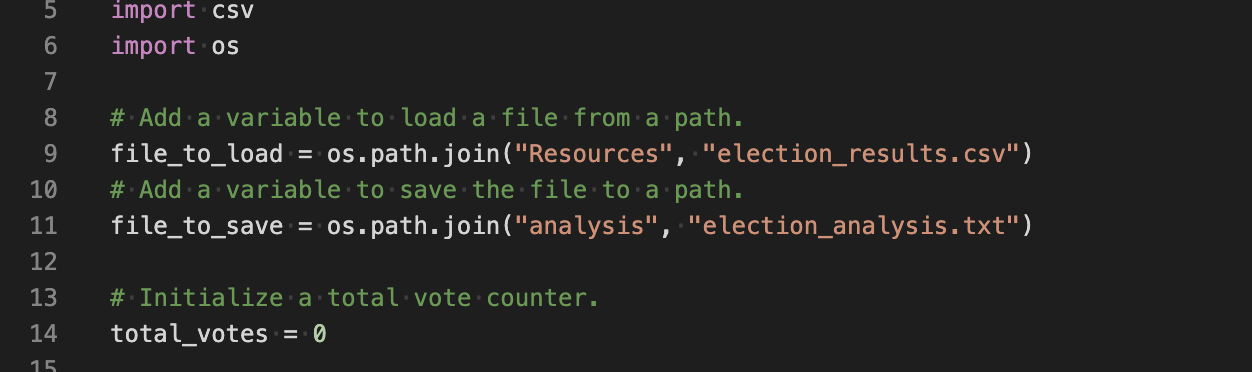 5 import csv
6 import os
7
8 # Add a variable to load a file from a path.
9 file_to_load = os.path.join("Resources", "election_results.csv")
10 # Add a variable to save the file to a path.
11 file_to_save = os.path.join("analysis", "election_analysis.txt")
12
13 # Initialize a total vote counter.
14 total_votes = 0
15